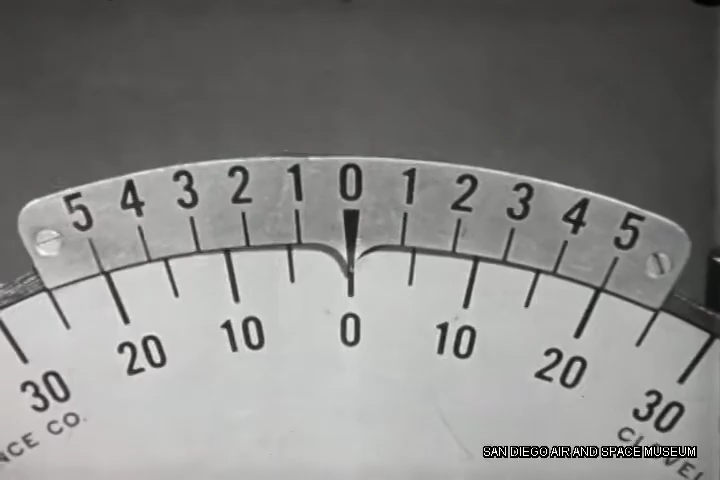 5 4 3 2 1 0 1 2 3 4 5
30 20 10 0 10 20 30
NCE CO.
SAN DIEGO AIR AND SPACE MUSEUM